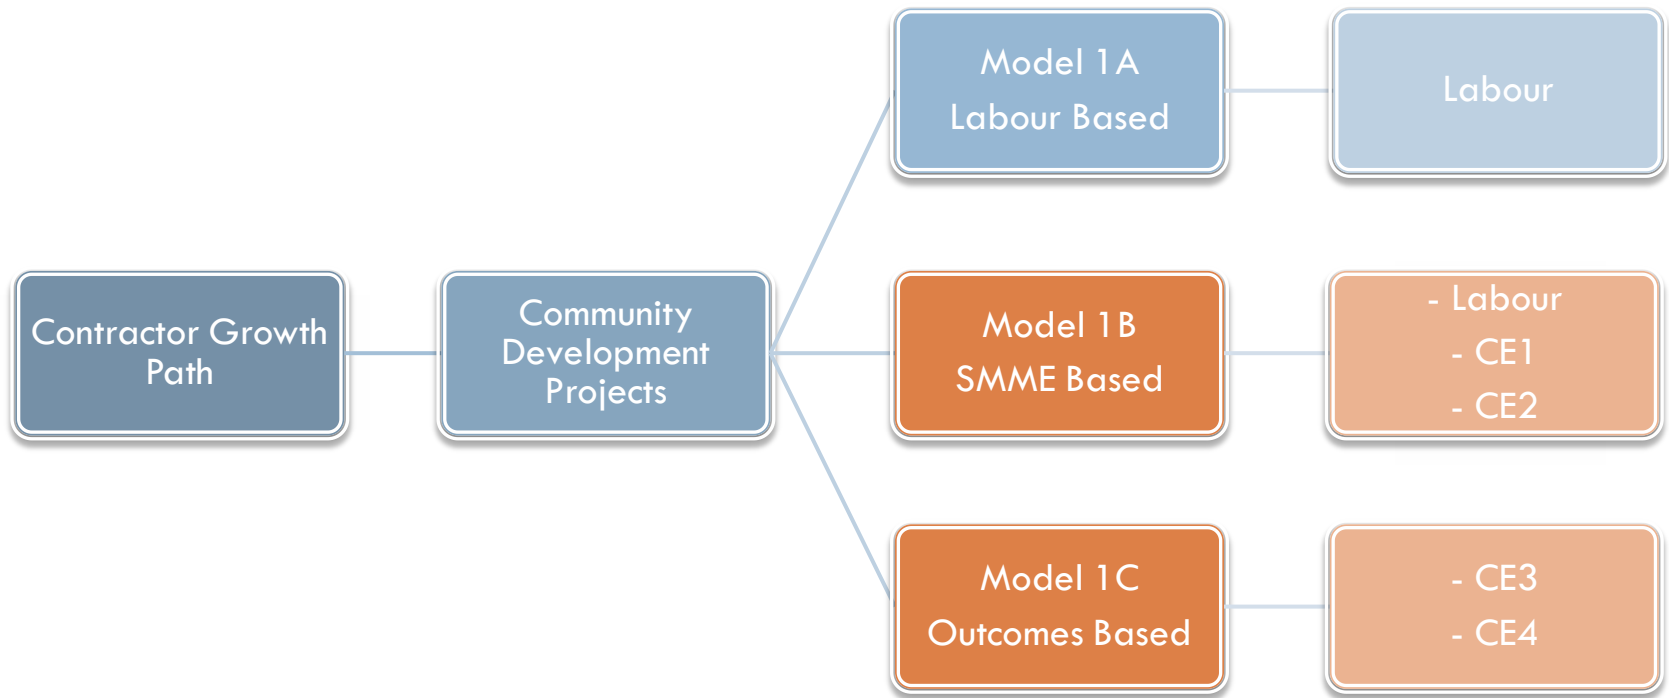 Contractor Growth
Path
Community
Development
Projects
Model 1A
Labour Based
Labour
Model 1B
SMME Based
- Labour
- CE1
- CE2
Model 1C
Outcomes Based
- CE3
- CE4